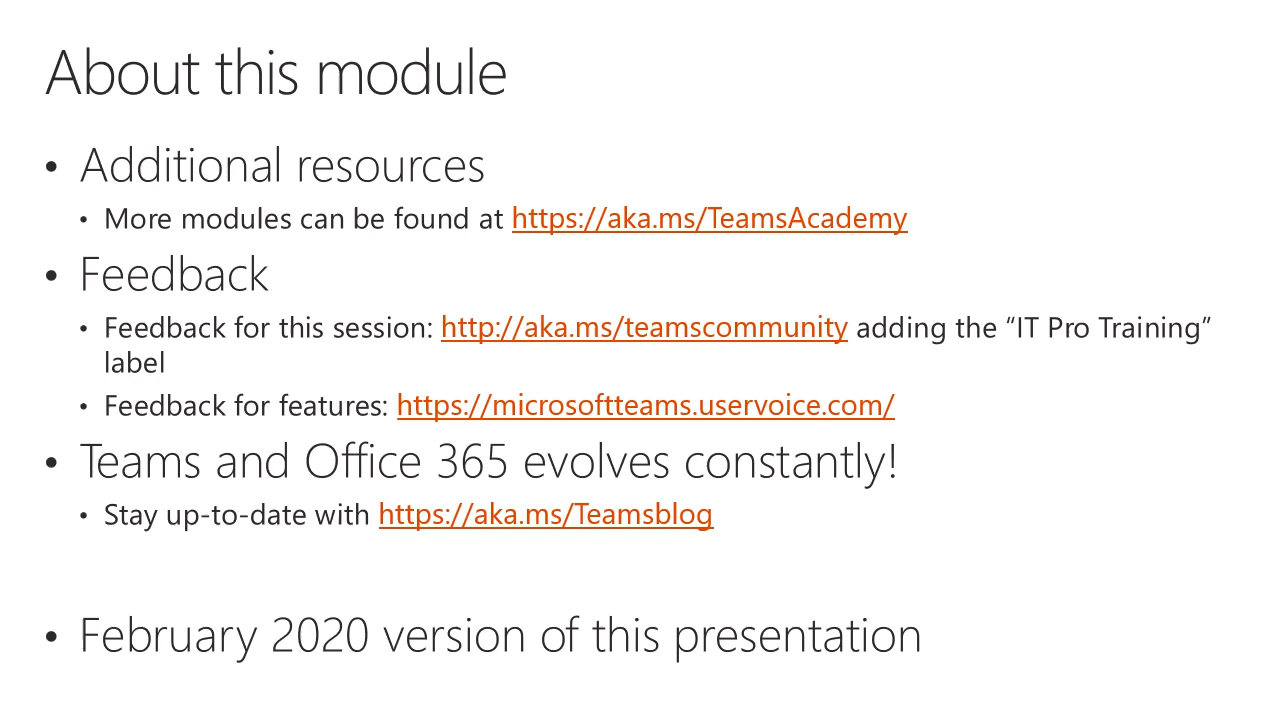 About this module
• Additional resources
• More modules can be found at https://aka.ms/TeamsAcademy
• Feedback
• Feedback for this session: http://aka.ms/teamscommunity adding the “IT Pro Training”
label
• Feedback for features: https://microsoftteams.uservoice.com/
• Teams and Office 365 evolves constantly!
• Stay up-to-date with https://aka.ms/Teamsblog
• February 2020 version of this presentation